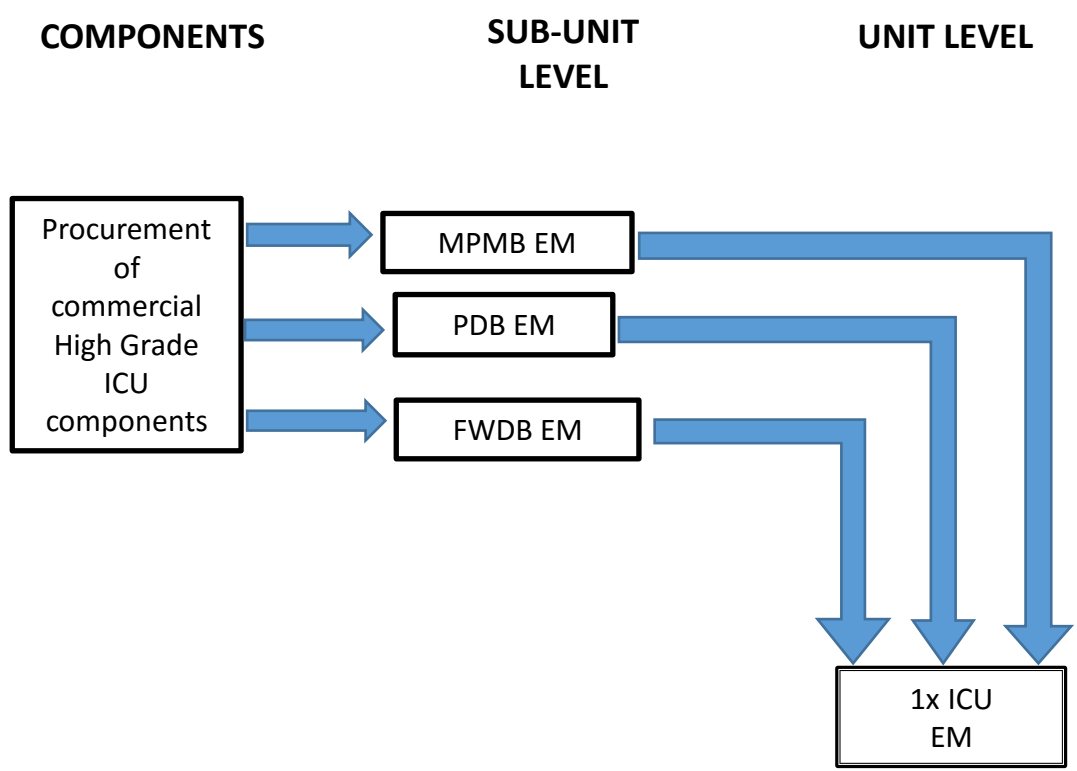 COMPONENTS
SUB-UNIT
LEVEL
UNIT LEVEL
Procurement
of
commercial
High Grade
ICU
components
MPMB EM
PDB EM
FWDB EM
1x ICU
EM